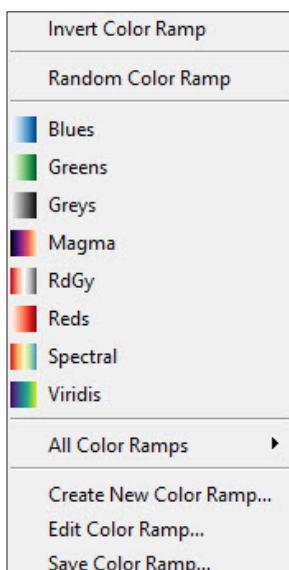 Invert Color Ramp
Random Color Ramp
Blues
Greens
Greys
Magma
RdGy
Reds
Spectral
Viridis
All Color Ramps
Create New Color Ramp...
Edit Color Ramp...
Save Color Ramp...